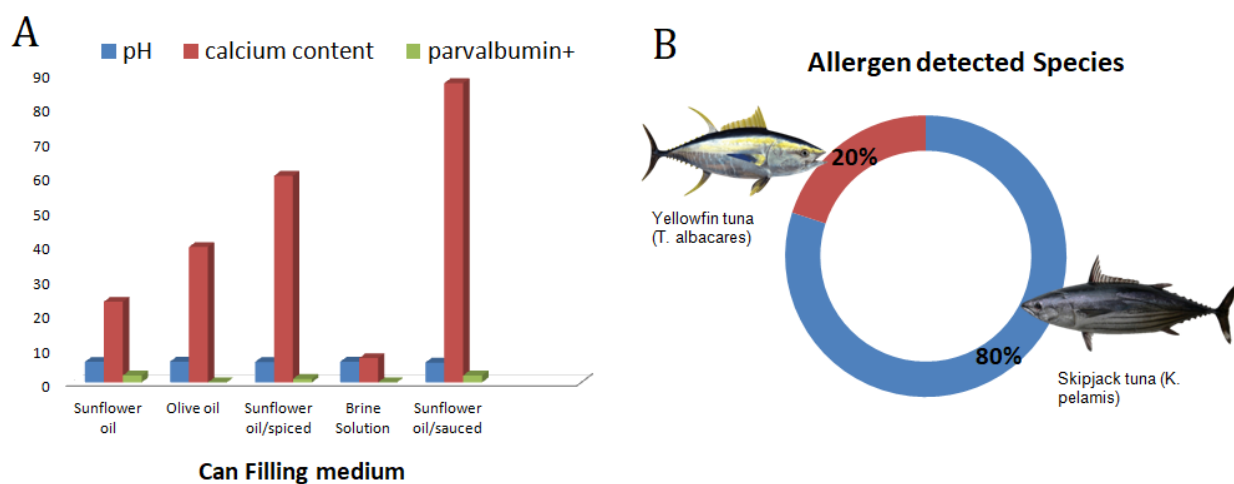 A
pH calcium content parvalbumin+
90
80
70
60
50
40
30
20
10
0
Sunflower
oil
Olive oil
Sunflower
oil/spiced
Brine
Solution
Sunflower
oil/sauced
Can Filling medium
B
Allergen detected Species
20%
Yellowfin tuna
(T. albacares)
80%
Skipjack tuna (K.
pelamis)